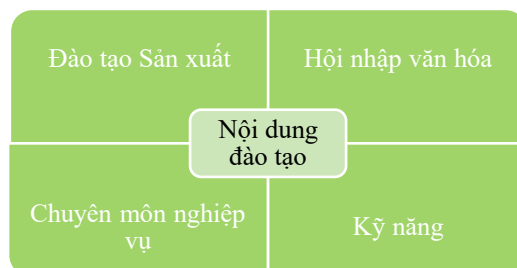 Đào tạo Sản xuất
Hội nhập văn hóa
Nội dung
đào tạo
Chuyên môn nghiệp
vụ
Kỹ năng